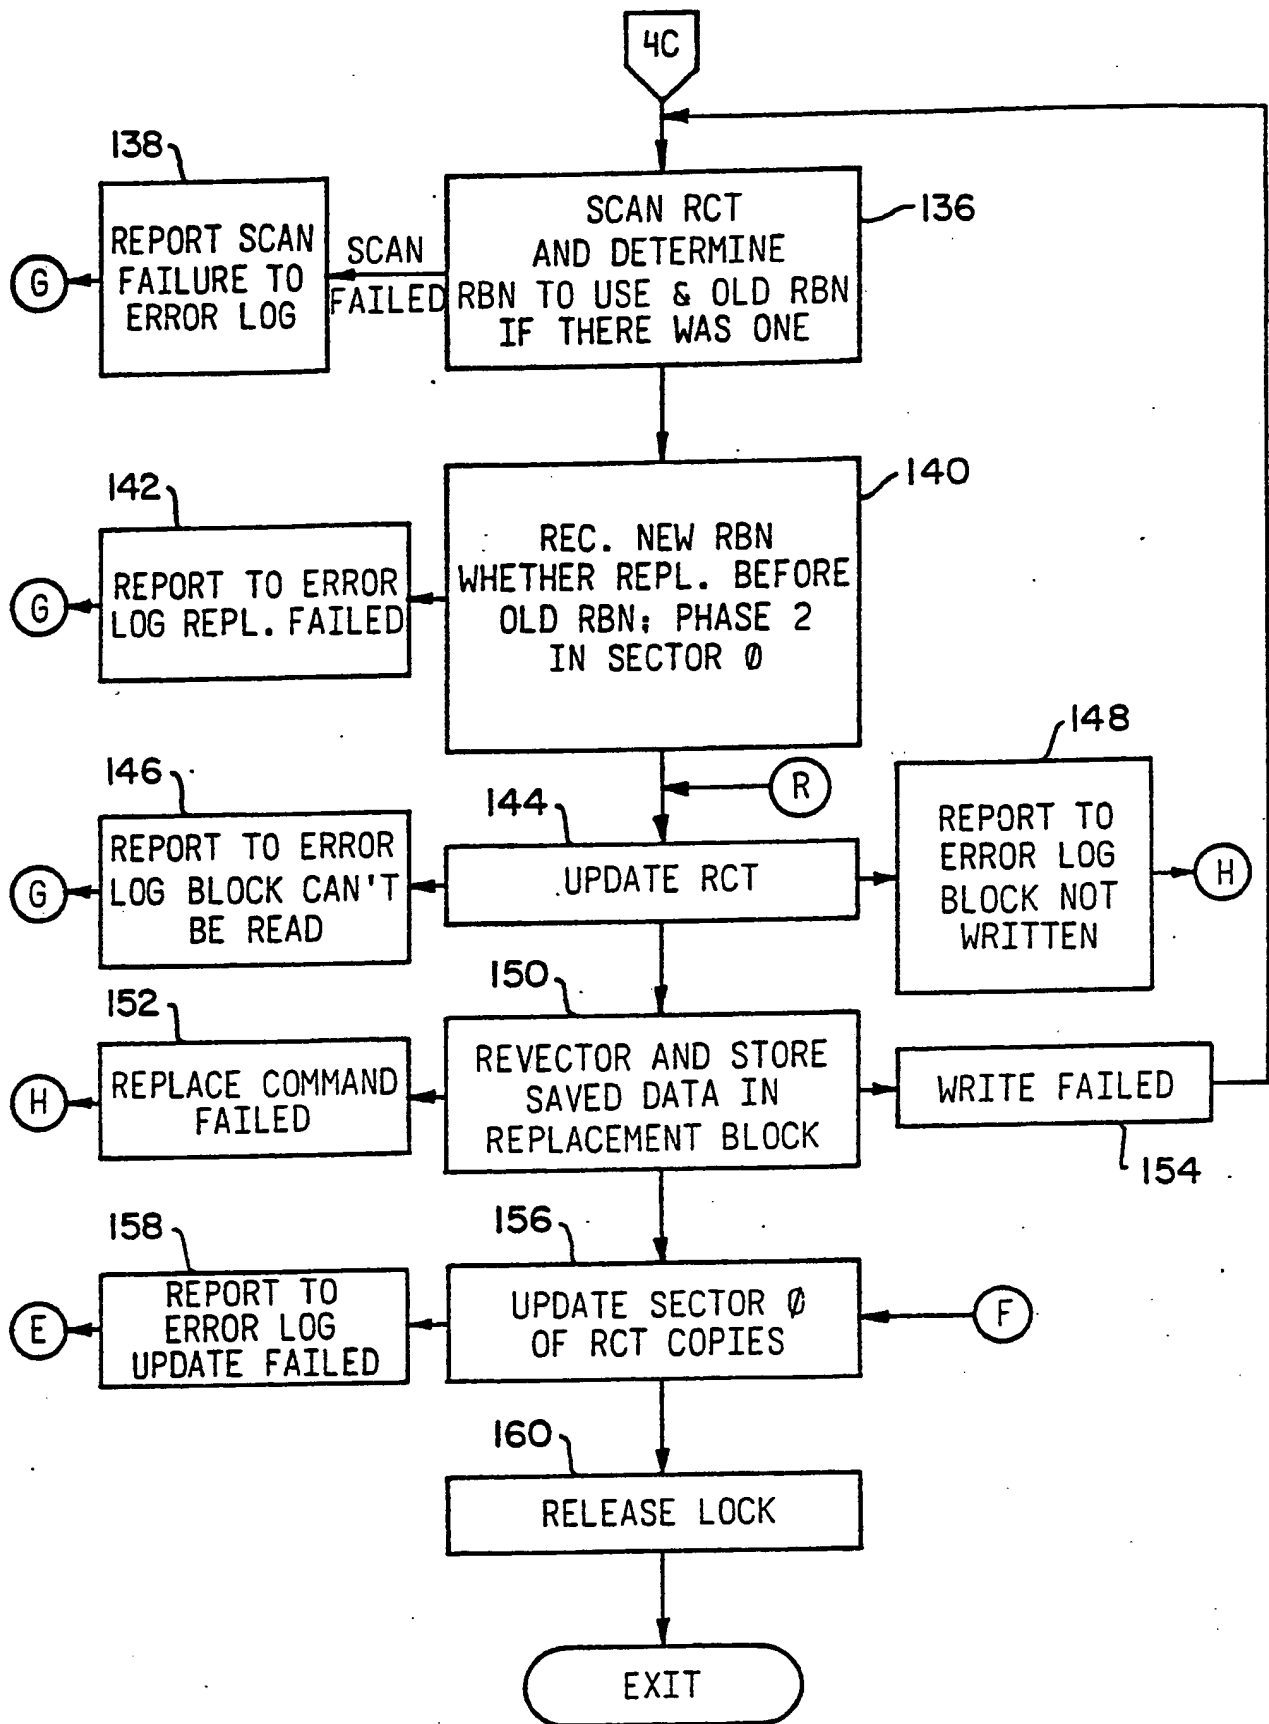 4C
138
REPORT SCAN
FAILURE TO
ERROR LOG
G
SCAN
FAILED
SCAN RCT
AND DETERMINE
RBN TO USE & OLD RBN
IF THERE WAS ONE
136
142
REPORT TO ERROR
LOG REPL. FAILED
G
REC. NEW RBN
WHETHER REPL. BEFORE
OLD RBN; PHASE 2
IN SECTOR Ø
140
R
146
REPORT TO ERROR
LOG BLOCK CAN'T
BE READ
G
144
UPDATE RCT
148
REPORT TO
ERROR LOG
BLOCK NOT
WRITTEN
H
152
REPLACE COMMAND
FAILED
H
150
REVECTOR AND STORE
SAVED DATA IN
REPLACEMENT BLOCK
WRITE FAILED
154
158
REPORT TO
ERROR LOG
UPDATE FAILED
E
156
UPDATE SECTOR Ø
OF RCT COPIES
F
160
RELEASE LOCK
EXIT